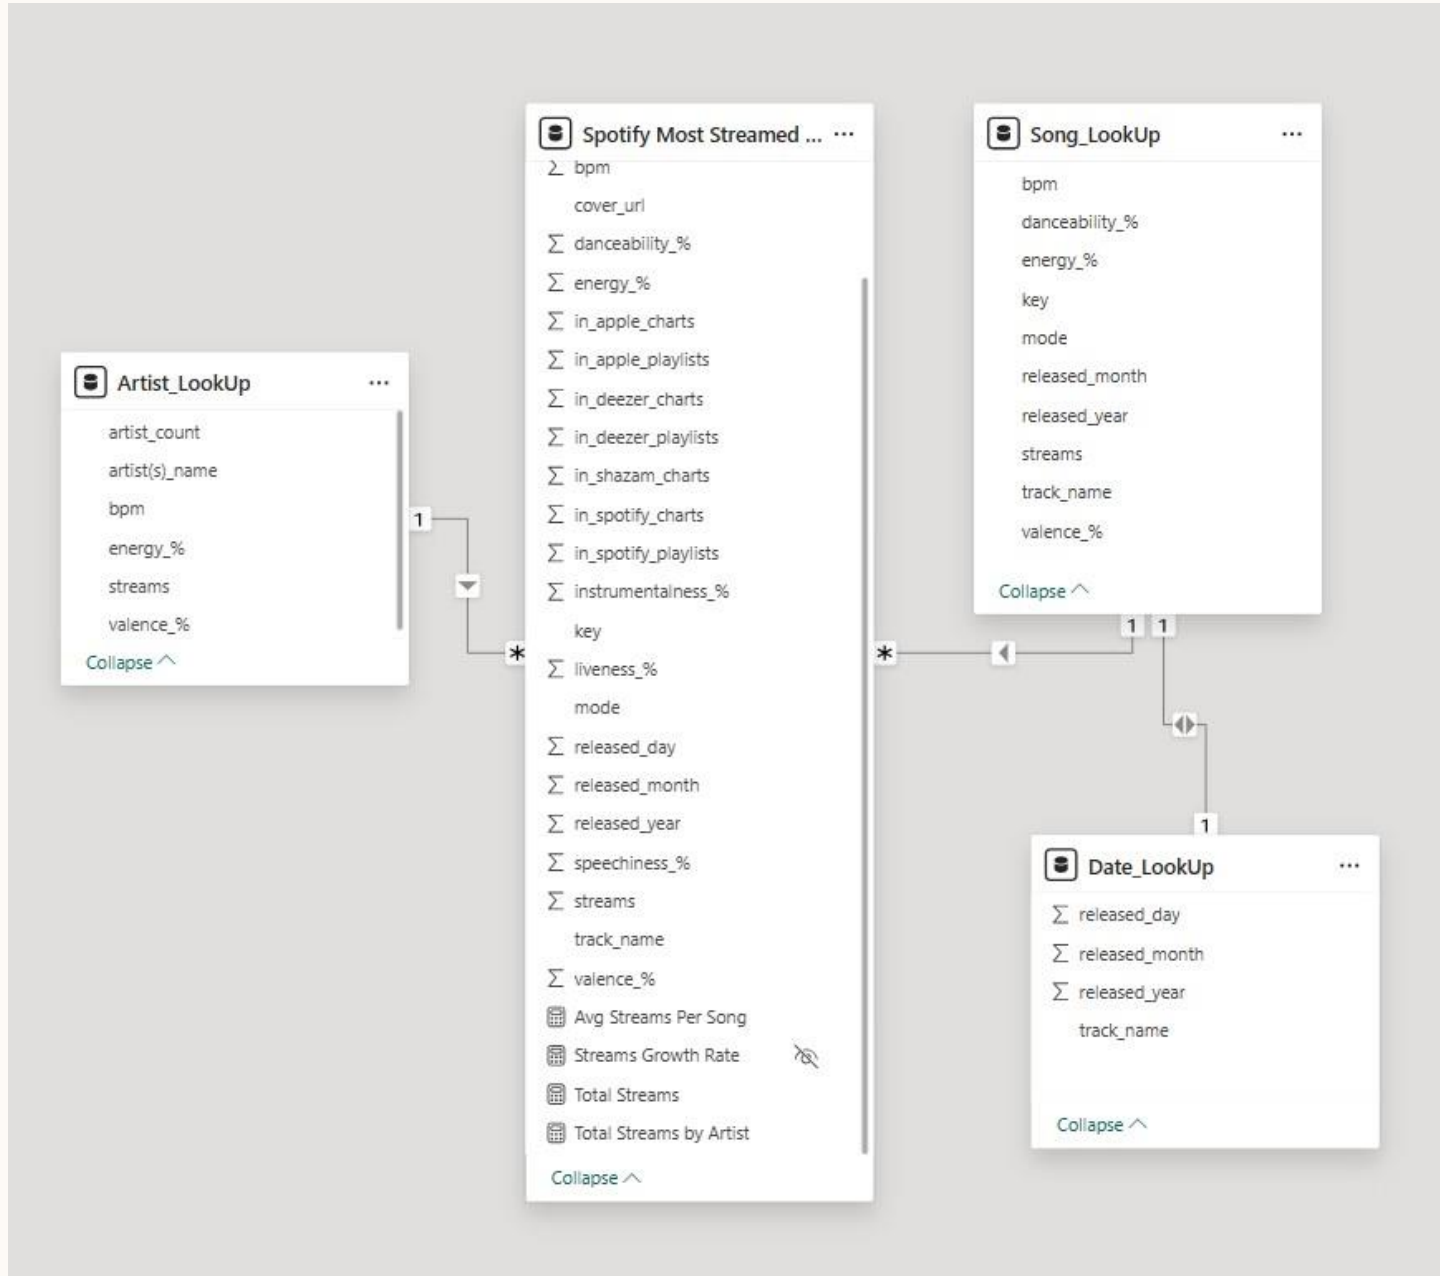 Artist_LookUp
artist_count
artist(s)_name
bpm
energy_%
streams
valence_%
Collapse
1
*
Spotify Most Streamed ...
bpm
cover_url
danceability_%
energy_%
in_apple_charts
in_apple_playlists
in_deezer_charts
in_deezer_playlists
in_shazam_charts
in_spotify_charts
in_spotify_playlists
instrumentalness_%
key
liveness_%
mode
released_day
released_month
released_year
speechiness_%
streams
track_name
valence_%
Avg Streams Per Song
Streams Growth Rate
Total Streams
Total Streams by Artist
Collapse
*
Song_LookUp
bpm
danceability_%
energy_%
key
mode
released_month
released_year
streams
track_name
valence_%
Collapse
1 1
1
Date_LookUp
released_day
released_month
released_year
track_name
Collapse